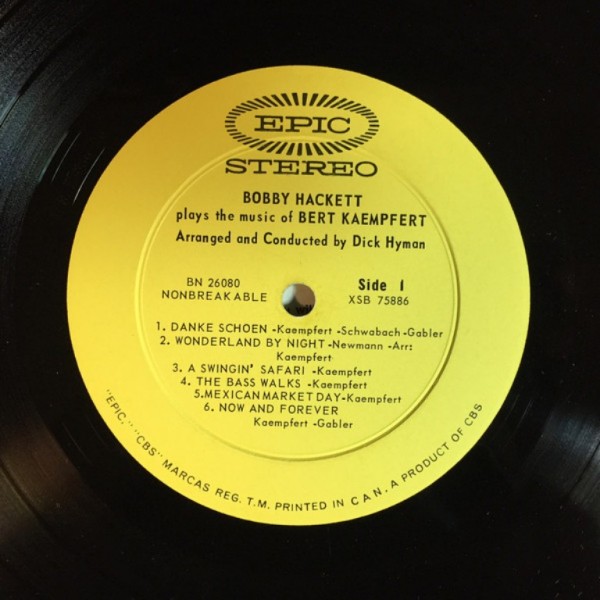 EPIC
STEREO
BOBBY HACKETT
plays the music of BERT KAEMPFERT
Arranged and Conducted by Dick Hyman
BN 26080
NONBREAKABLE
Side 1
XSB 75886
1. DANKE SCHOEN -Kaempfert -Schwabach -Gabler
2. WONDERLAND BY NIGHT -Newmann -Arr:
Kaempfert
3. A SWINGIN' SAFARI -Kaempfert
4. THE BASS WALKS -Kaempfert
5.MEXICAN MARKET DAY-Kaempfert
6. NOW AND FOREVER
Kaempfert -Gabler
"EPIC," "CBS" MARCAS REG. T.M. PRINTED IN C A N. A PRODUCT OF CBS